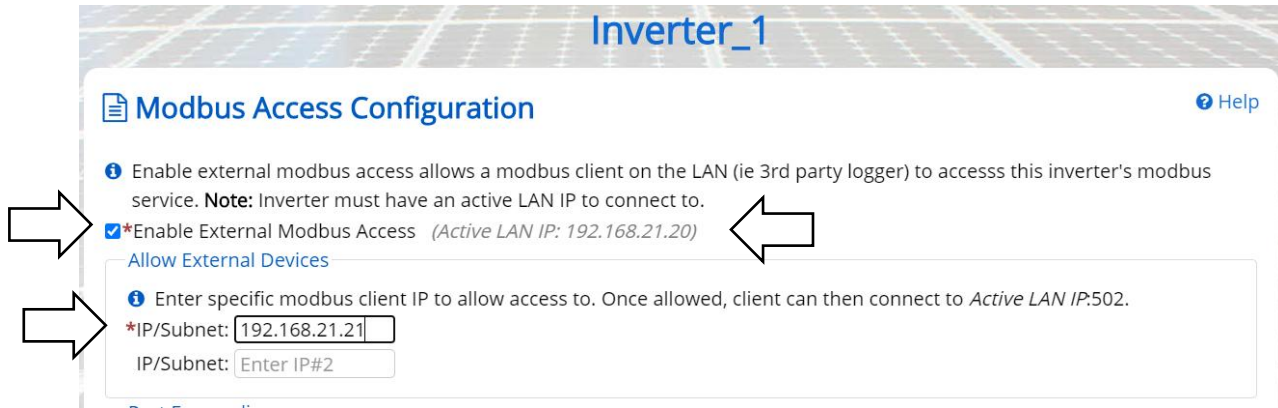 Inverter_1
Modbus Access Configuration
Help
Enable external modbus access allows a modbus client on the LAN (ie 3rd party logger) to accesss this inverter's modbus
service. Note: Inverter must have an active LAN IP to connect to.
*Enable External Modbus Access (Active LAN IP: 192.168.21.20)
Allow External Devices
Enter specific modbus client IP to allow access to. Once allowed, client can then connect to Active LAN IP:502.
*IP/Subnet: 192.168.21.21
IP/Subnet: Enter IP#2